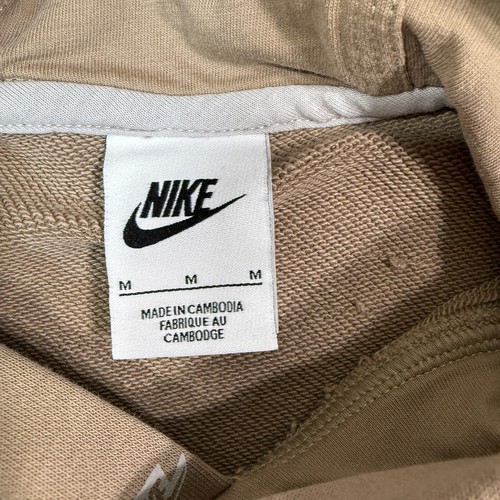 NIKE
M M M
MADE IN CAMBODIA
FABRIQUE AU
CAMBODGE